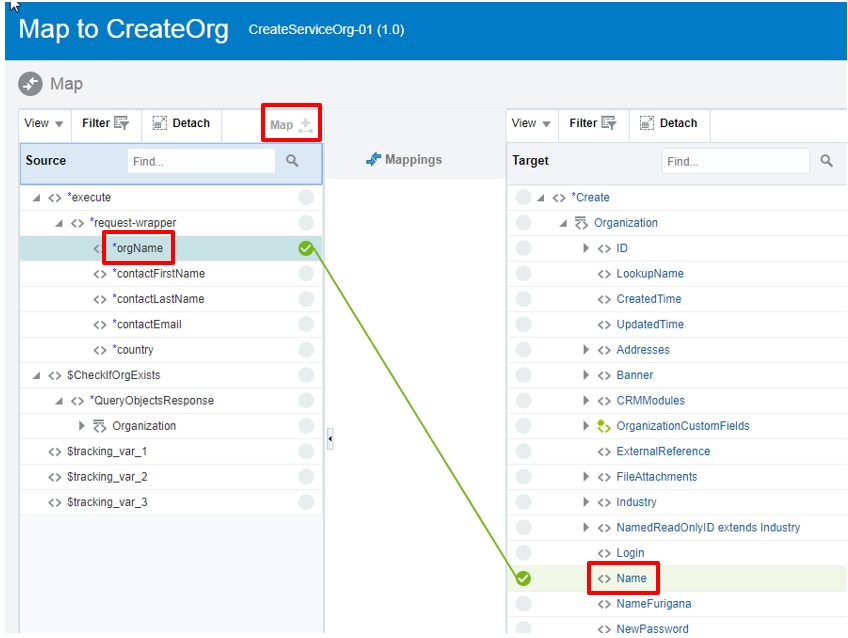 Map to CreateOrg CreateServiceOrg-01 (1.0)
Map
View Filter Detach Map
Source Find...
*execute
*request-wrapper
*orgName
*contactFirstName
*contactLastName
*contactEmail
*country
$CheckIfOrgExists
*QueryObjectsResponse
Organization
$tracking_var_1
$tracking_var_2
$tracking_var_3
Mappings
View Filter Detach
Target Find...
*Create
Organization
ID
LookupName
CreatedTime
UpdatedTime
Addresses
Banner
CRMModules
OrganizationCustomFields
ExternalReference
FileAttachments
Industry
NamedReadOnlyID extends Industry
Login
Name
NameFurigana
NewPassword